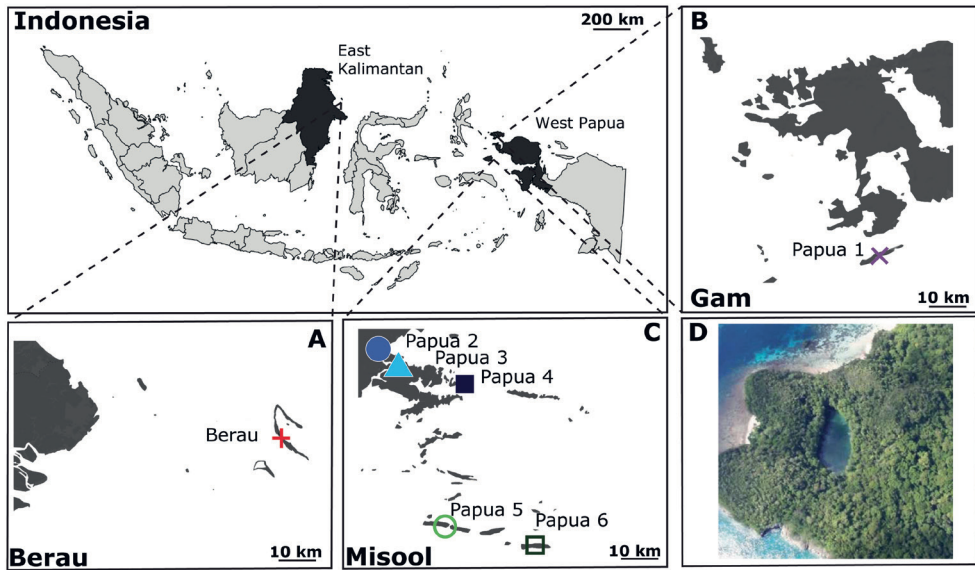 Indonesia
200 km
East
Kalimantan
West Papua
B
Papua 1
Gam
10 km
A
Berau
Berau
10 km
C
Papua 2
Papua 3
Papua 4
Papua 5
Papua 6
Misool
10 km
D